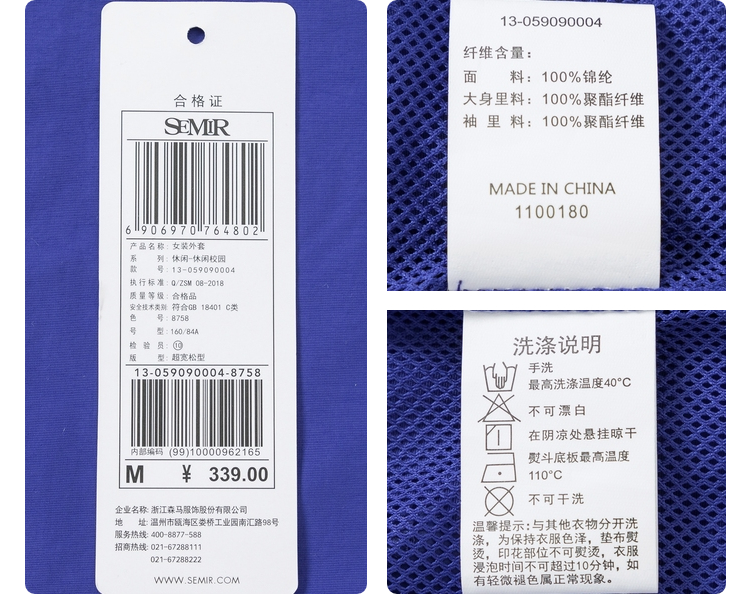 合格证
SEMIR
6 906970 764802
产品名称: 女装外套
系 列: 休闲-休闲校园
款 号: 13-059090004
执行标准: Q/ZSM 08-2018
质量等级: 合格品
安全技术类别: 符合GB 18401 C类
色 号: 8758
号 型: 160/84A
检 验 员: ⑩
版 型: 超宽松型
13-059090004-8758
内部编码 (99)10000962165
M ¥ 339.00
企业名称: 浙江森马服饰股份有限公司
地 址: 温州市瓯海区娄桥工业园南汇路98号
服务热线: 400-8877-588
招商热线: 021-67288111
021-67288222
WWW.SEMIR.COM
13-059090004
纤维含量:
面 料: 100%锦纶
大身里料: 100%聚酯纤维
袖 里 料: 100%聚酯纤维
MADE IN CHINA
1100180
洗涤说明
手洗
最高洗涤温度40°C
不可漂白
在阴凉处悬挂晾干
熨斗底板最高温度
110°C
不可干洗
温馨提示:与其他衣物分开洗
涤, 为保持衣服色泽, 垫布熨
烫, 印花部位不可熨烫, 衣服
浸泡时间不可超过10分钟, 如
有轻微褪色属正常现象。